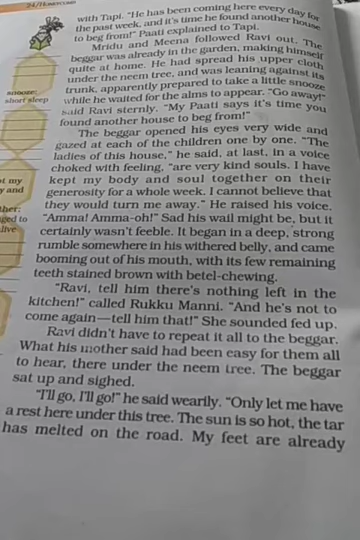 24/HONEYCOMB
with Tapi. "He has been coming here every day for
the past week, and it's time he found another house
to beg from!" Paati explained to Tapi.
Mridu and Meena followed Ravi out. The
beggar was already in the garden, making himself
quite at home. He had spread his upper cloth
under the neem tree, and was leaning against its
trunk, apparently prepared to take a little snooze
while he waited for the alms to appear. "Go away!"
said Ravi sternly. "My Paati says it's time you
found another house to beg from!"
The beggar opened his eyes very wide and
gazed at each of the children one by one. "The
ladies of this house," he said, at last, in a voice
choked with feeling, "are very kind souls. I have
kept my body and soul together on their
generosity for a whole week. I cannot believe that
they would turn me away." He raised his voice.
"Amma! Amma-oh!" Sad his wail might be, but it
certainly wasn't feeble. It began in a deep, strong
rumble somewhere in his withered belly, and came
booming out of his mouth, with its few remaining
teeth stained brown with betel-chewing.
"Ravi, tell him there's nothing left in the
kitchen!" called Rukku Manni. "And he's not to
come again—tell him that!" She sounded fed up.
Ravi didn't have to repeat it all to the beggar.
What his mother said had been easy for them all
to hear, there under the neem tree. The beggar
sat up and sighed.
"I'll go, I'll go!" he said wearily. "Only let me have
a rest here under this tree. The sun is so hot, the tar
has melted on the road. My feet are already
snooze:
short sleep
pt my
y and
ther:
ged to
live